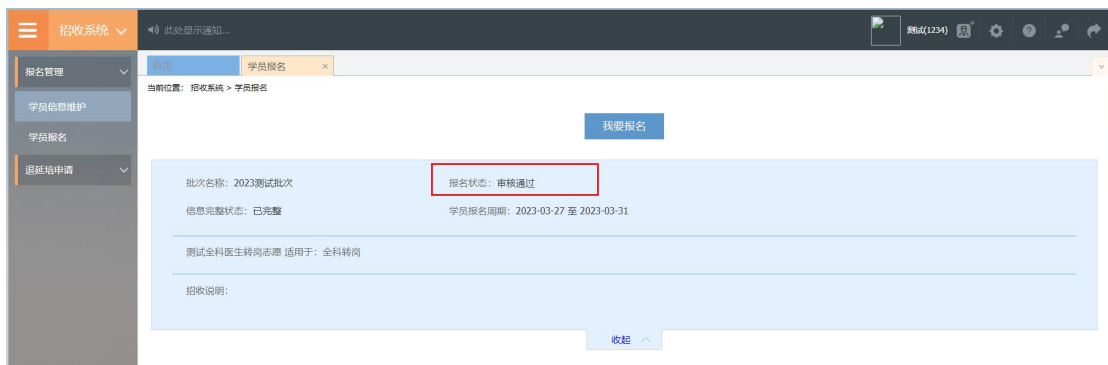 招收系统
此处显示通知...
测试(1234)
报名管理
学员信息维护
学员报名
退延培申请
首页
学员报名 ×
当前位置： 招收系统 > 学员报名
我要报名
批次名称： 2023测试批次
报名状态： 审核通过
信息完整状态： 已完整
学员报名周期： 2023-03-27 至 2023-03-31
测试全科医生转岗志愿 适用于： 全科转岗
招收说明：
收起